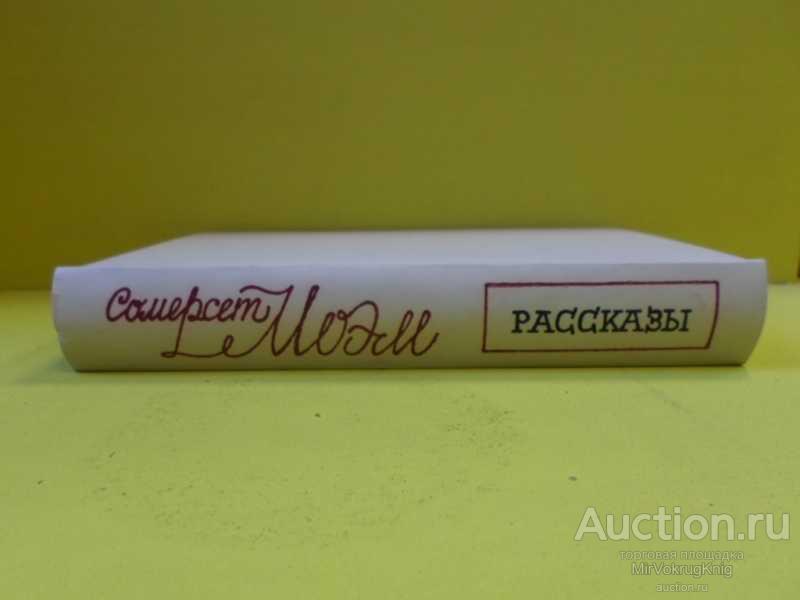 Сомерсет Моэм
РАССКАЗЫ
Auction.ru
торговая площадка
MirVokrugKnig
auction.ru